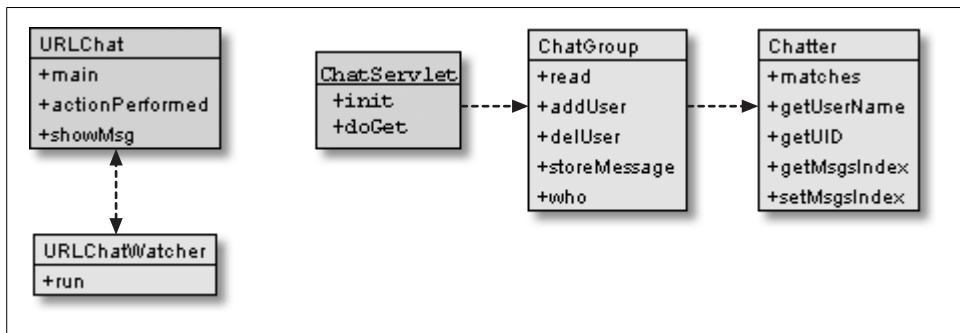 URLChat
+main
+actionPerformed
+showMsg
URLChatWatcher
+run
ChatServlet
+init
+doGet
ChatGroup
+read
+addUser
+delUser
+storeMessage
+who
Chatter
+matches
+getUserName
+getUID
+getMsgsIndex
+setMsgsIndex